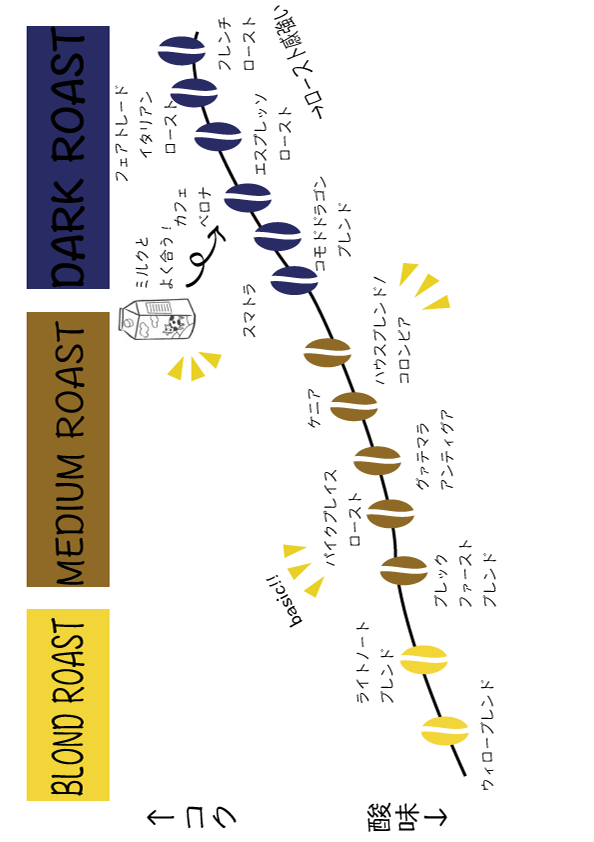 BLOND ROAST
MEDIUM ROAST
DARK ROAST
↑
コク
酸味
↓
ウィローブレンド
ライトノート
ブレンド
ブレック
ファースト
ブレンド
basic!!
パイクプレイス
ロースト
グァテマラ
アンティグア
ケニア
ハウスブレンド/
コロンビア
スマトラ
コモドドラゴン
ブレンド
ミルクと
よく合う！
カフェ
ベロナ
エスプレッソ
ロースト
フェアトレード
イタリアン
ロースト
フレンチ
ロースト
→ロースト感強い